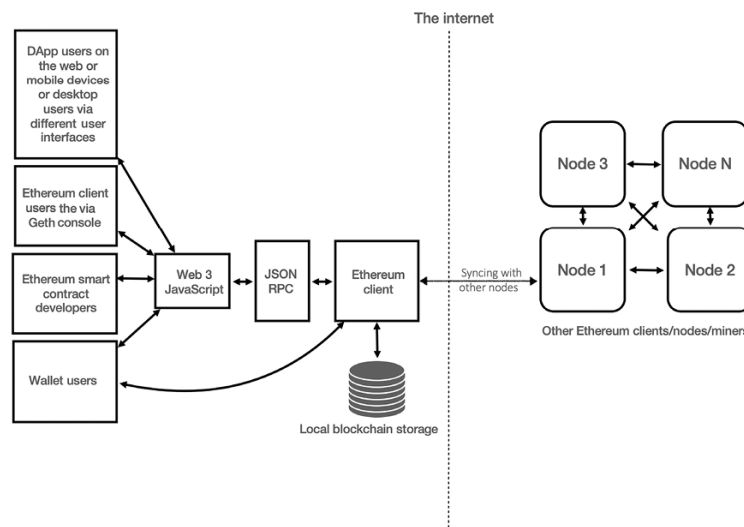 The internet
DApp users on
the web or
mobile devices
or desktop
users via
different user
interfaces
Ethereum client
users the via
Geth console
Ethereum smart
contract
developers
Wallet users
Web 3
JavaScript
JSON
RPC
Ethereum
client
Local blockchain storage
Syncing with
other nodes
Node 3
Node N
Node 1
Node 2
Other Ethereum clients/nodes/miners